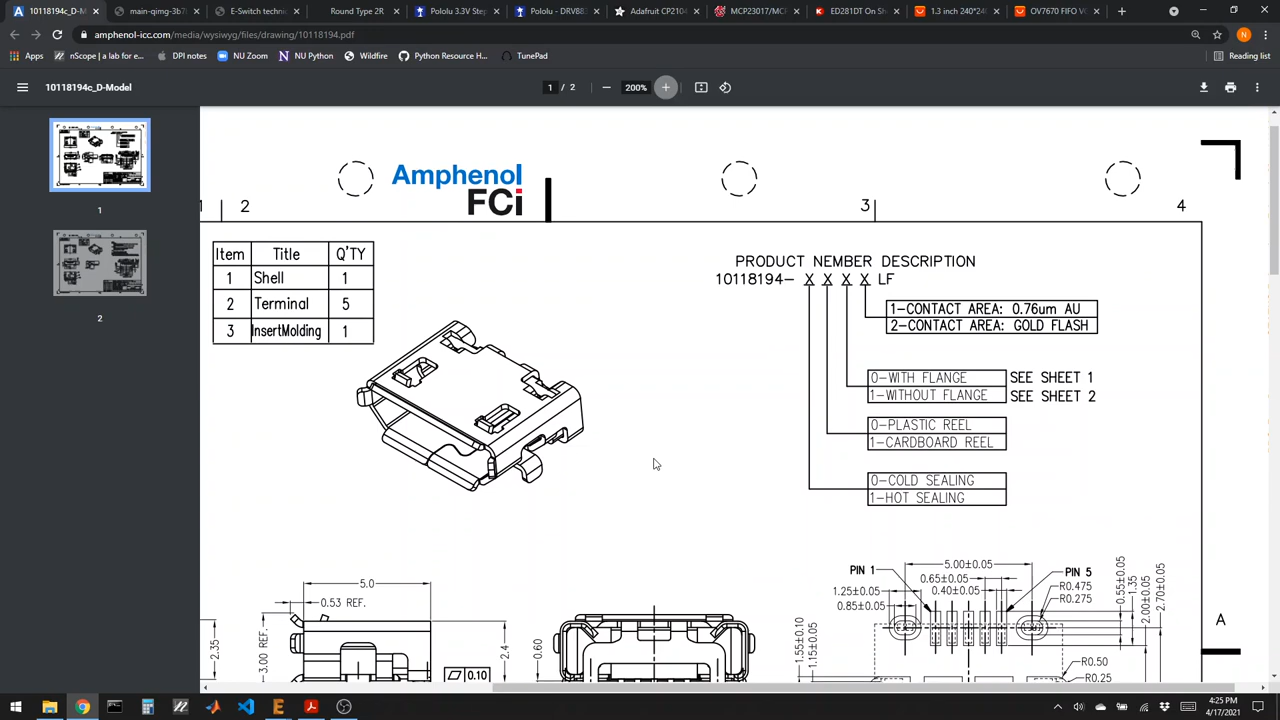 10118194c_D-M
main-qimg-3b7
E-Switch technic
Round Type 2R
Pololu 3.3V Step
Pololu - DRV883
Adafruit CP2104
MCP23017/MC
ED281DT On Sh
1.3 inch 240*24
OV7670 FIFO V
amphenol-icc.com/media/wysiwyg/files/drawing/10118194.pdf
N
Apps
nScope | a lab for e...
DPI notes
NU Zoom
NU Python
Wildfire
Python Resource H...
TunePad
Reading list
10118194c_D-Model
1 / 2
200%
1
2
Amphenol
FCi
1
2
3
4
Item Title Q'TY
1 Shell 1
2 Terminal 5
3 InsertMolding 1
PRODUCT NEMBER DESCRIPTION
10118194- X X X X LF
1-CONTACT AREA: 0.76um AU
2-CONTACT AREA: GOLD FLASH
0-WITH FLANGE SEE SHEET 1
1-WITHOUT FLANGE SEE SHEET 2
0-PLASTIC REEL
1-CARDBOARD REEL
0-COLD SEALING
1-HOT SEALING
5.0
0.53 REF.
3.00 REF.
2.35
2.4
0.10
0.60
PIN 1
5.00±0.05
PIN 5
0.65±0.05
1.25±0.05
0.40±0.05
0.85±0.05
R0.475
R0.275
0.55±0.05
1.35
2.00±0.05
2.70±0.05
1.55±0.10
1.15±0.05
R0.50
R0.25
A
4:25 PM
4/17/2021